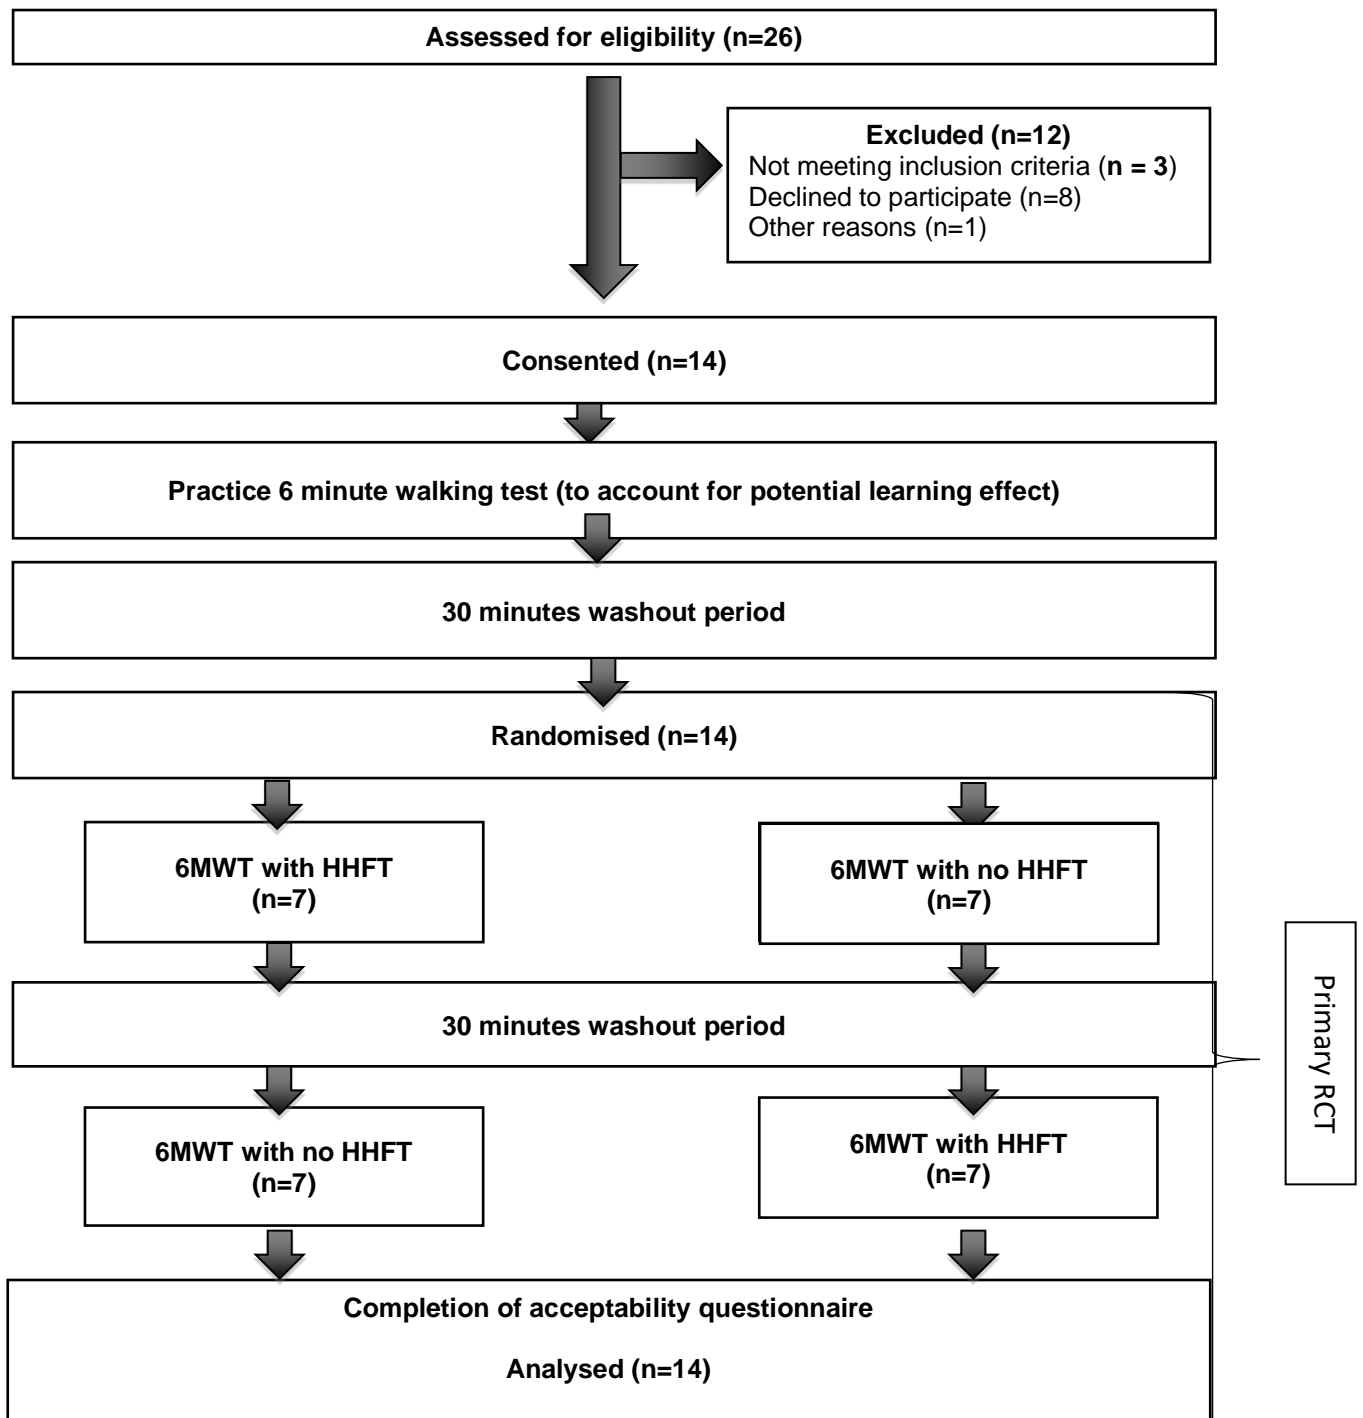 Assessed for eligibility (n=26)
Excluded (n=12)
Not meeting inclusion criteria (n = 3)
Declined to participate (n=8)
Other reasons (n=1)
Consented (n=14)
Practice 6 minute walking test (to account for potential learning effect)
30 minutes washout period
Randomised (n=14)
6MWT with HHFT
(n=7)
6MWT with no HHFT
(n=7)
30 minutes washout period
6MWT with no HHFT
(n=7)
6MWT with HHFT
(n=7)
Primary RCT
Completion of acceptability questionnaire
Analysed (n=14)